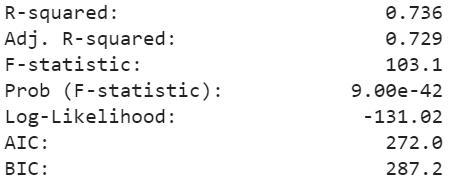 R-squared: 0.736
Adj. R-squared: 0.729
F-statistic: 103.1
Prob (F-statistic): 9.00e-42
Log-Likelihood: -131.02
AIC: 272.0
BIC: 287.2